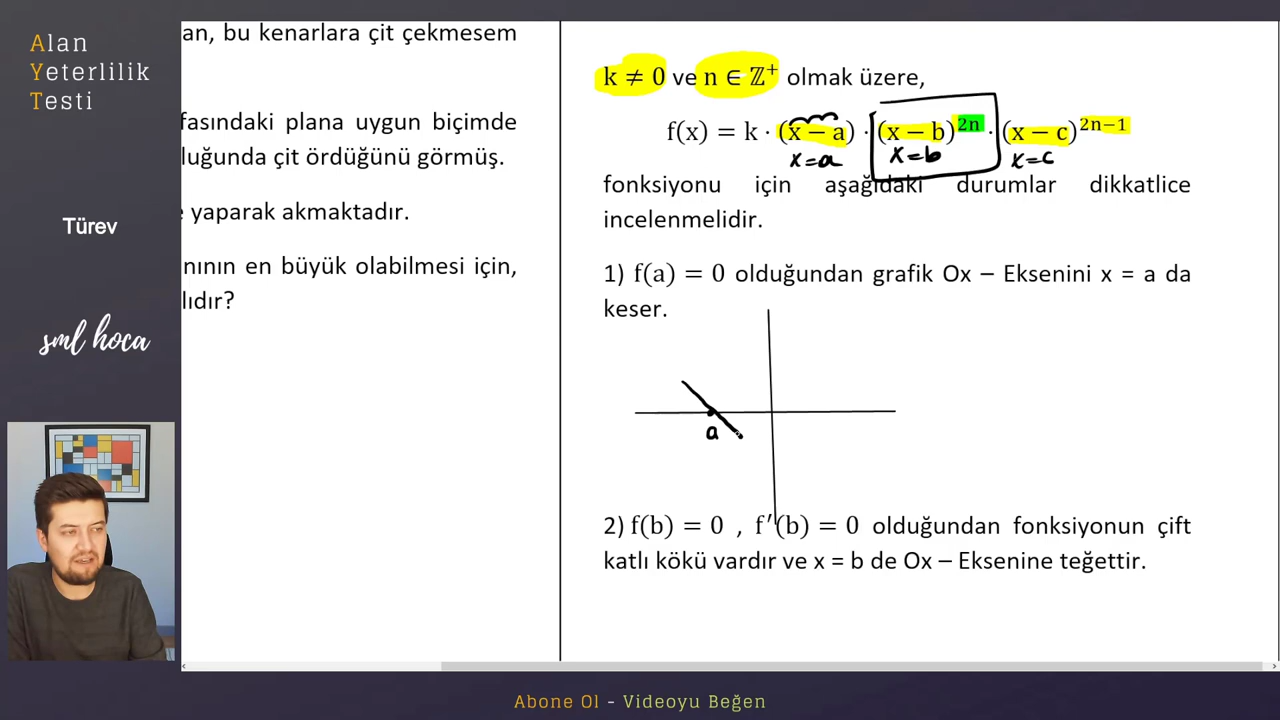 Alan
Yeterlilik
Testi
Türev
sml hoca
an, bu kenarlara çit çekmesem
fasındaki plana uygun biçimde
luğunda çit ördüğünü görmüş.
e yaparak akmaktadır.
nının en büyük olabilmesi için,
lıdır?
k ≠ 0 ve n ∈ ℤ⁺ olmak üzere,
f(x) = k · (x − a) · (x − b)²ⁿ · (x − c)²ⁿ⁻¹
x=a x=b x=c
fonksiyonu için aşağıdaki durumlar dikkatlice
incelenmelidir.
1) f(a) = 0 olduğundan grafik Ox – Eksenini x = a da
keser.
a
2) f(b) = 0 , f′(b) = 0 olduğundan fonksiyonun çift
katlı kökü vardır ve x = b de Ox – Eksenine teğettir.
Abone Ol - Videoyu Beğen